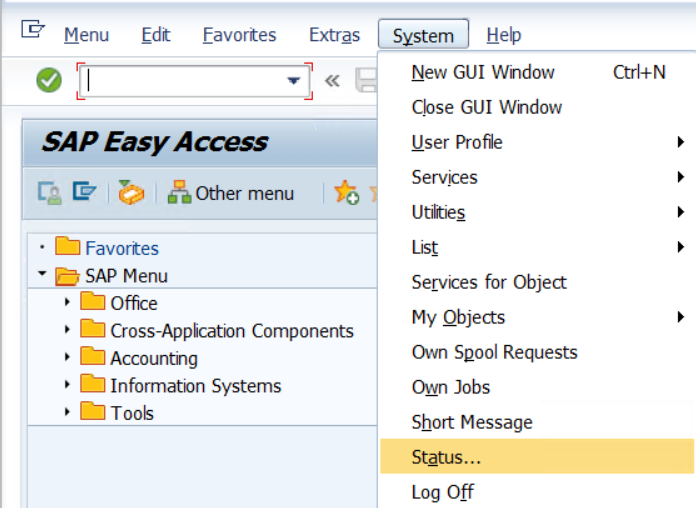 Menu Edit Favorites Extras System Help
New GUI Window Ctrl+N
Close GUI Window
User Profile
Services
Utilities
List
Services for Object
My Objects
Own Spool Requests
Own Jobs
Short Message
Status...
Log Off
SAP Easy Access
Other menu
Favorites
SAP Menu
Office
Cross-Application Components
Accounting
Information Systems
Tools